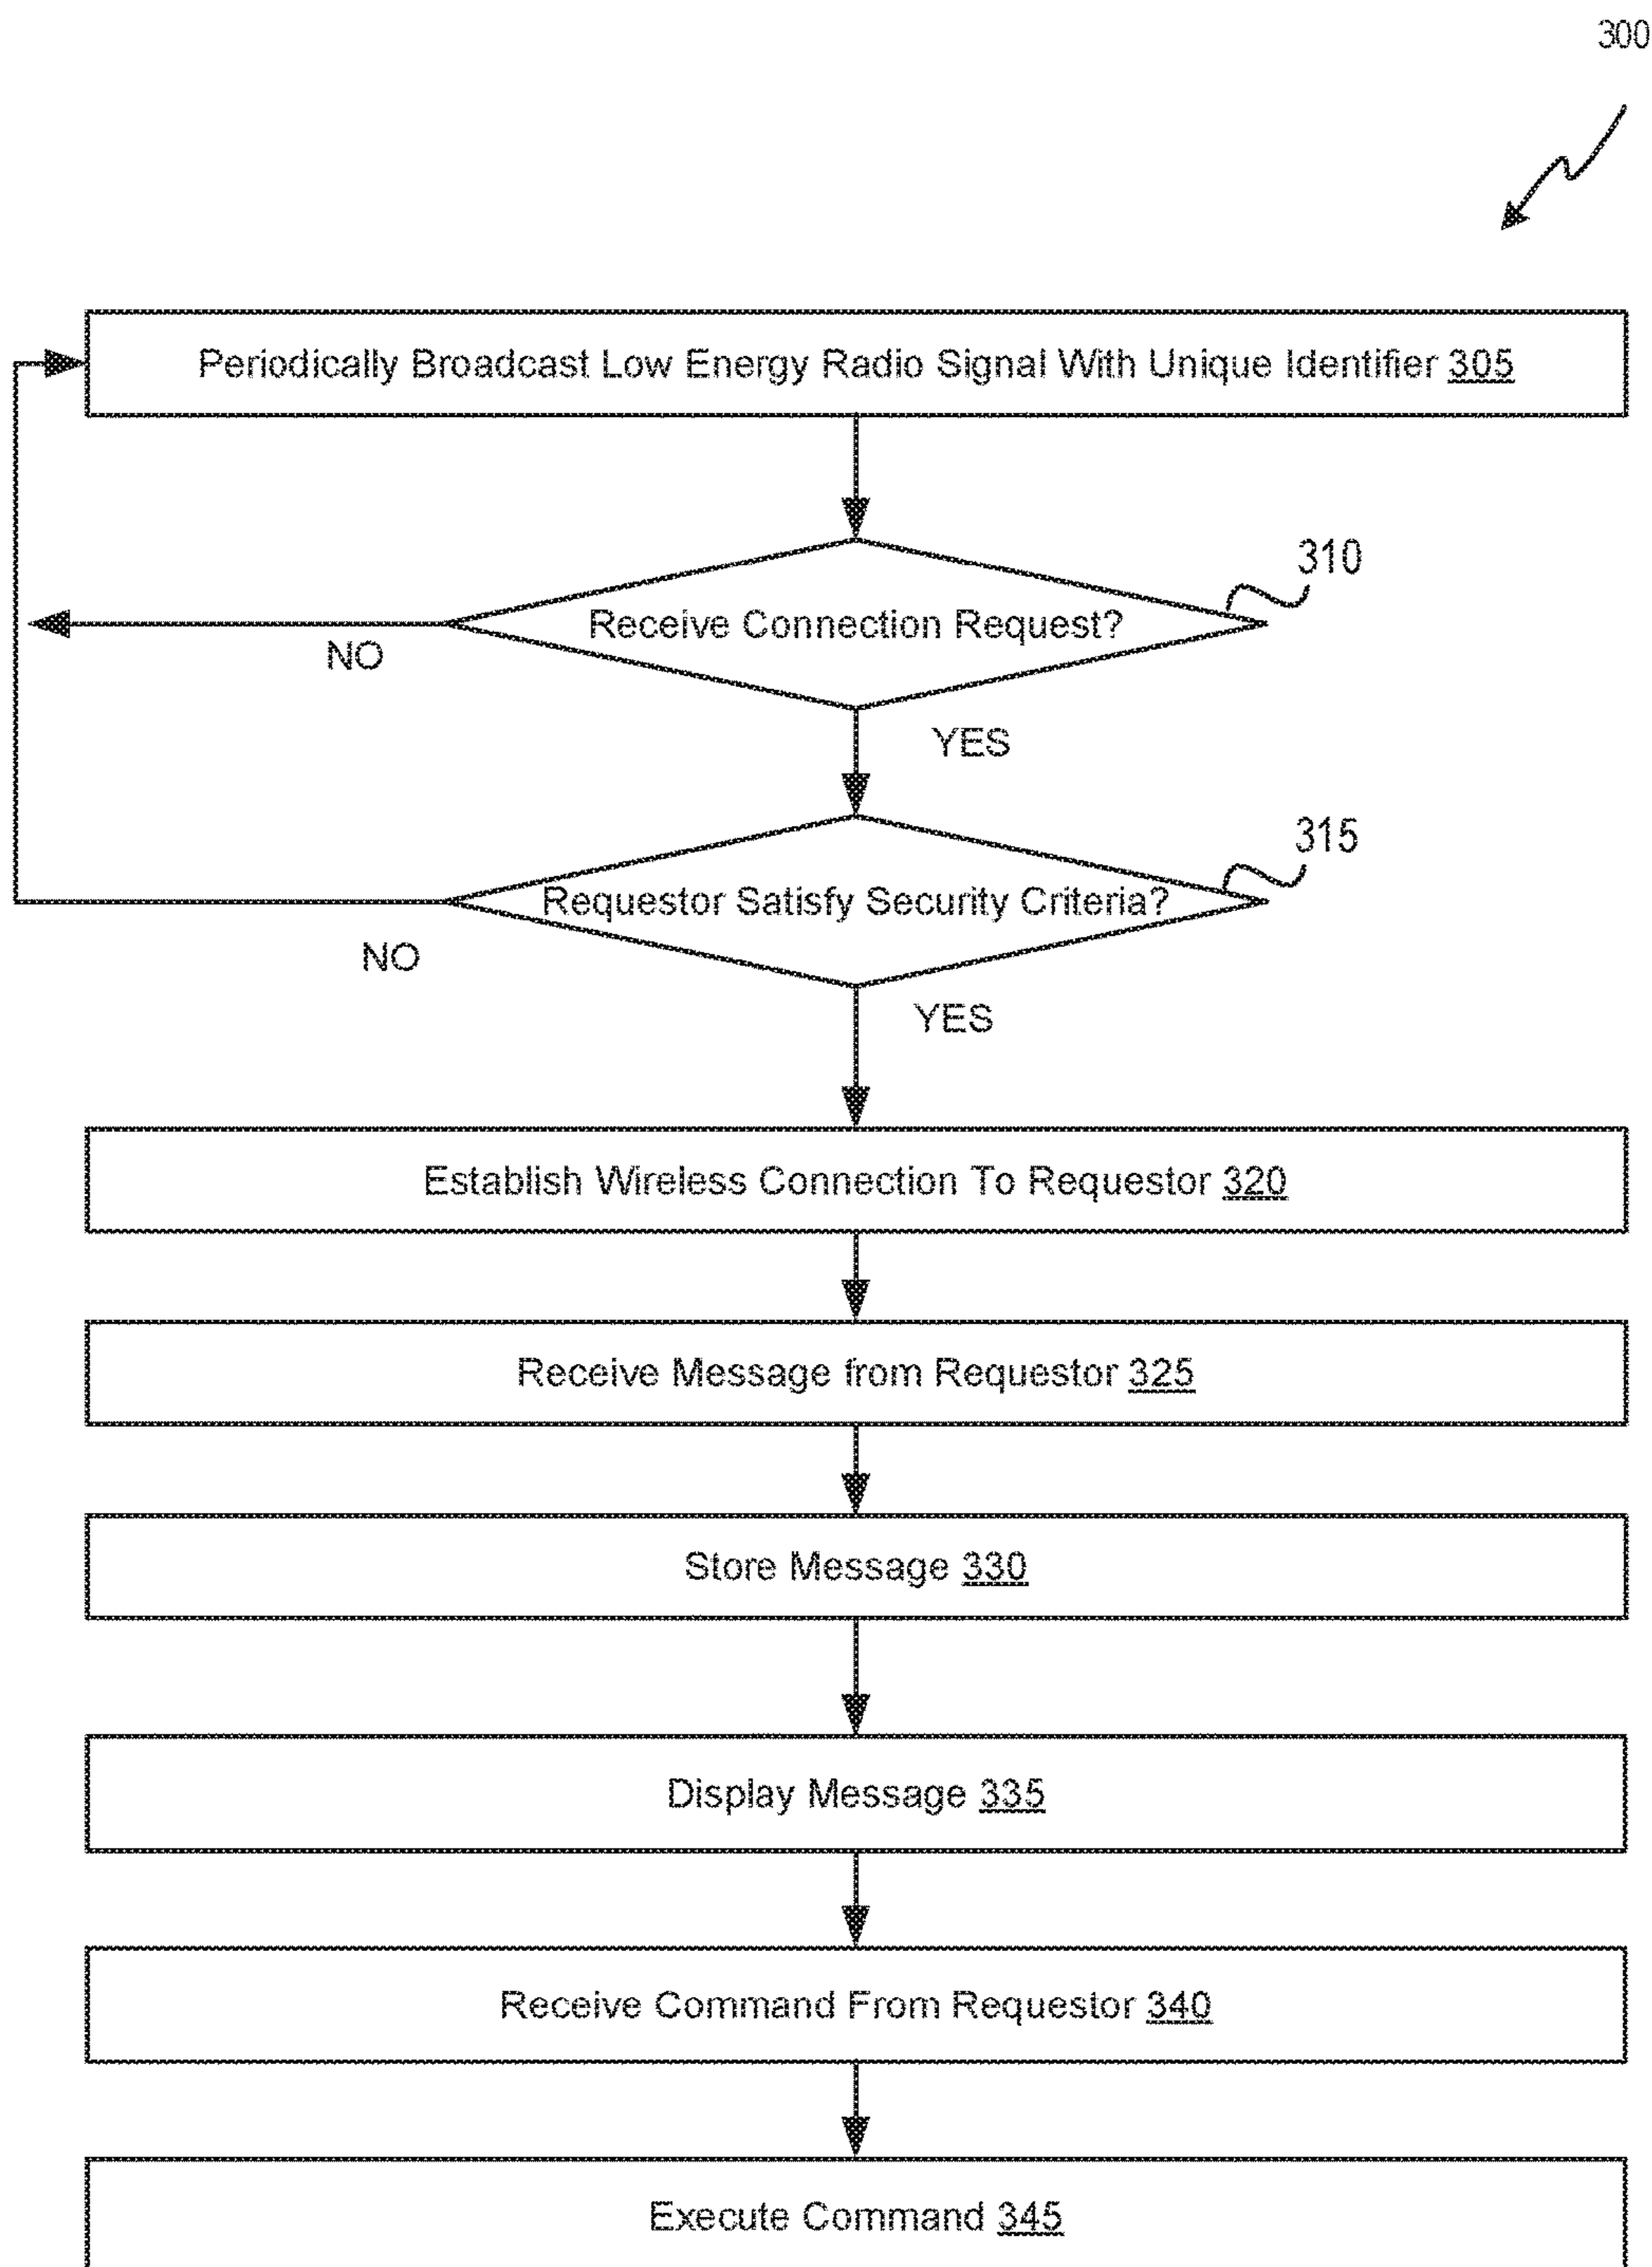 300
Periodically Broadcast Low Energy Radio Signal With Unique Identifier 305
310
Receive Connection Request?
NO
YES
315
Requestor Satisfy Security Criteria?
NO
YES
Establish Wireless Connection To Requestor 320
Receive Message from Requestor 325
Store Message 330
Display Message 335
Receive Command From Requestor 340
Execute Command 345